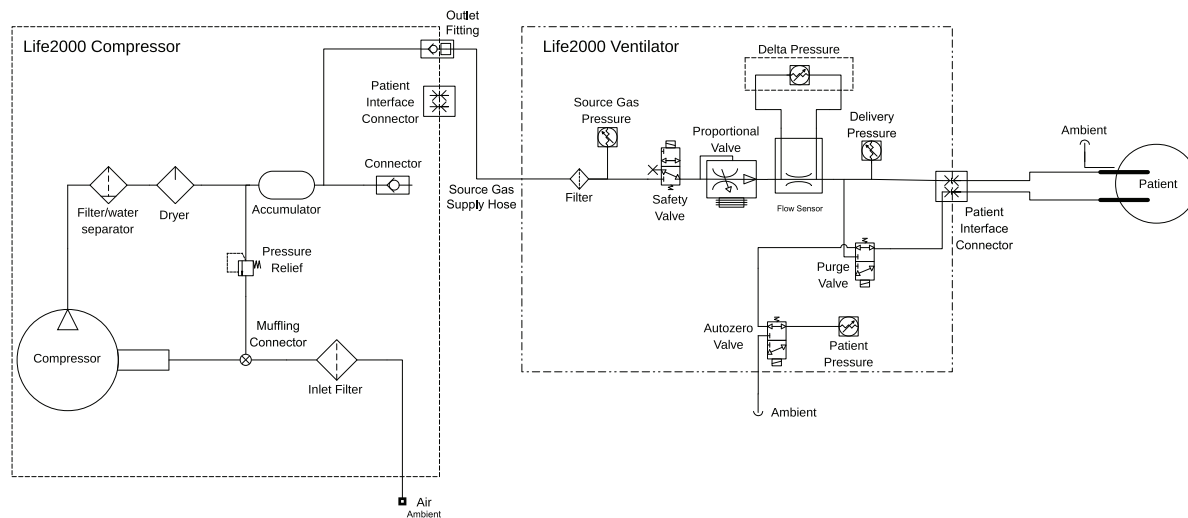 Life2000 Compressor
Outlet
Fitting
Patient
Interface
Connector
Connector
Filter/water
separator
Dryer
Accumulator
Pressure
Relief
Muffling
Connector
Compressor
Inlet Filter
Air
Ambient
Source Gas
Supply Hose
Life2000 Ventilator
Delta Pressure
Source Gas
Pressure
Proportional
Valve
Delivery
Pressure
Filter
Safety
Valve
Flow Sensor
Purge
Valve
Patient
Interface
Connector
Autozero
Valve
Patient
Pressure
Ambient
Ambient
Patient